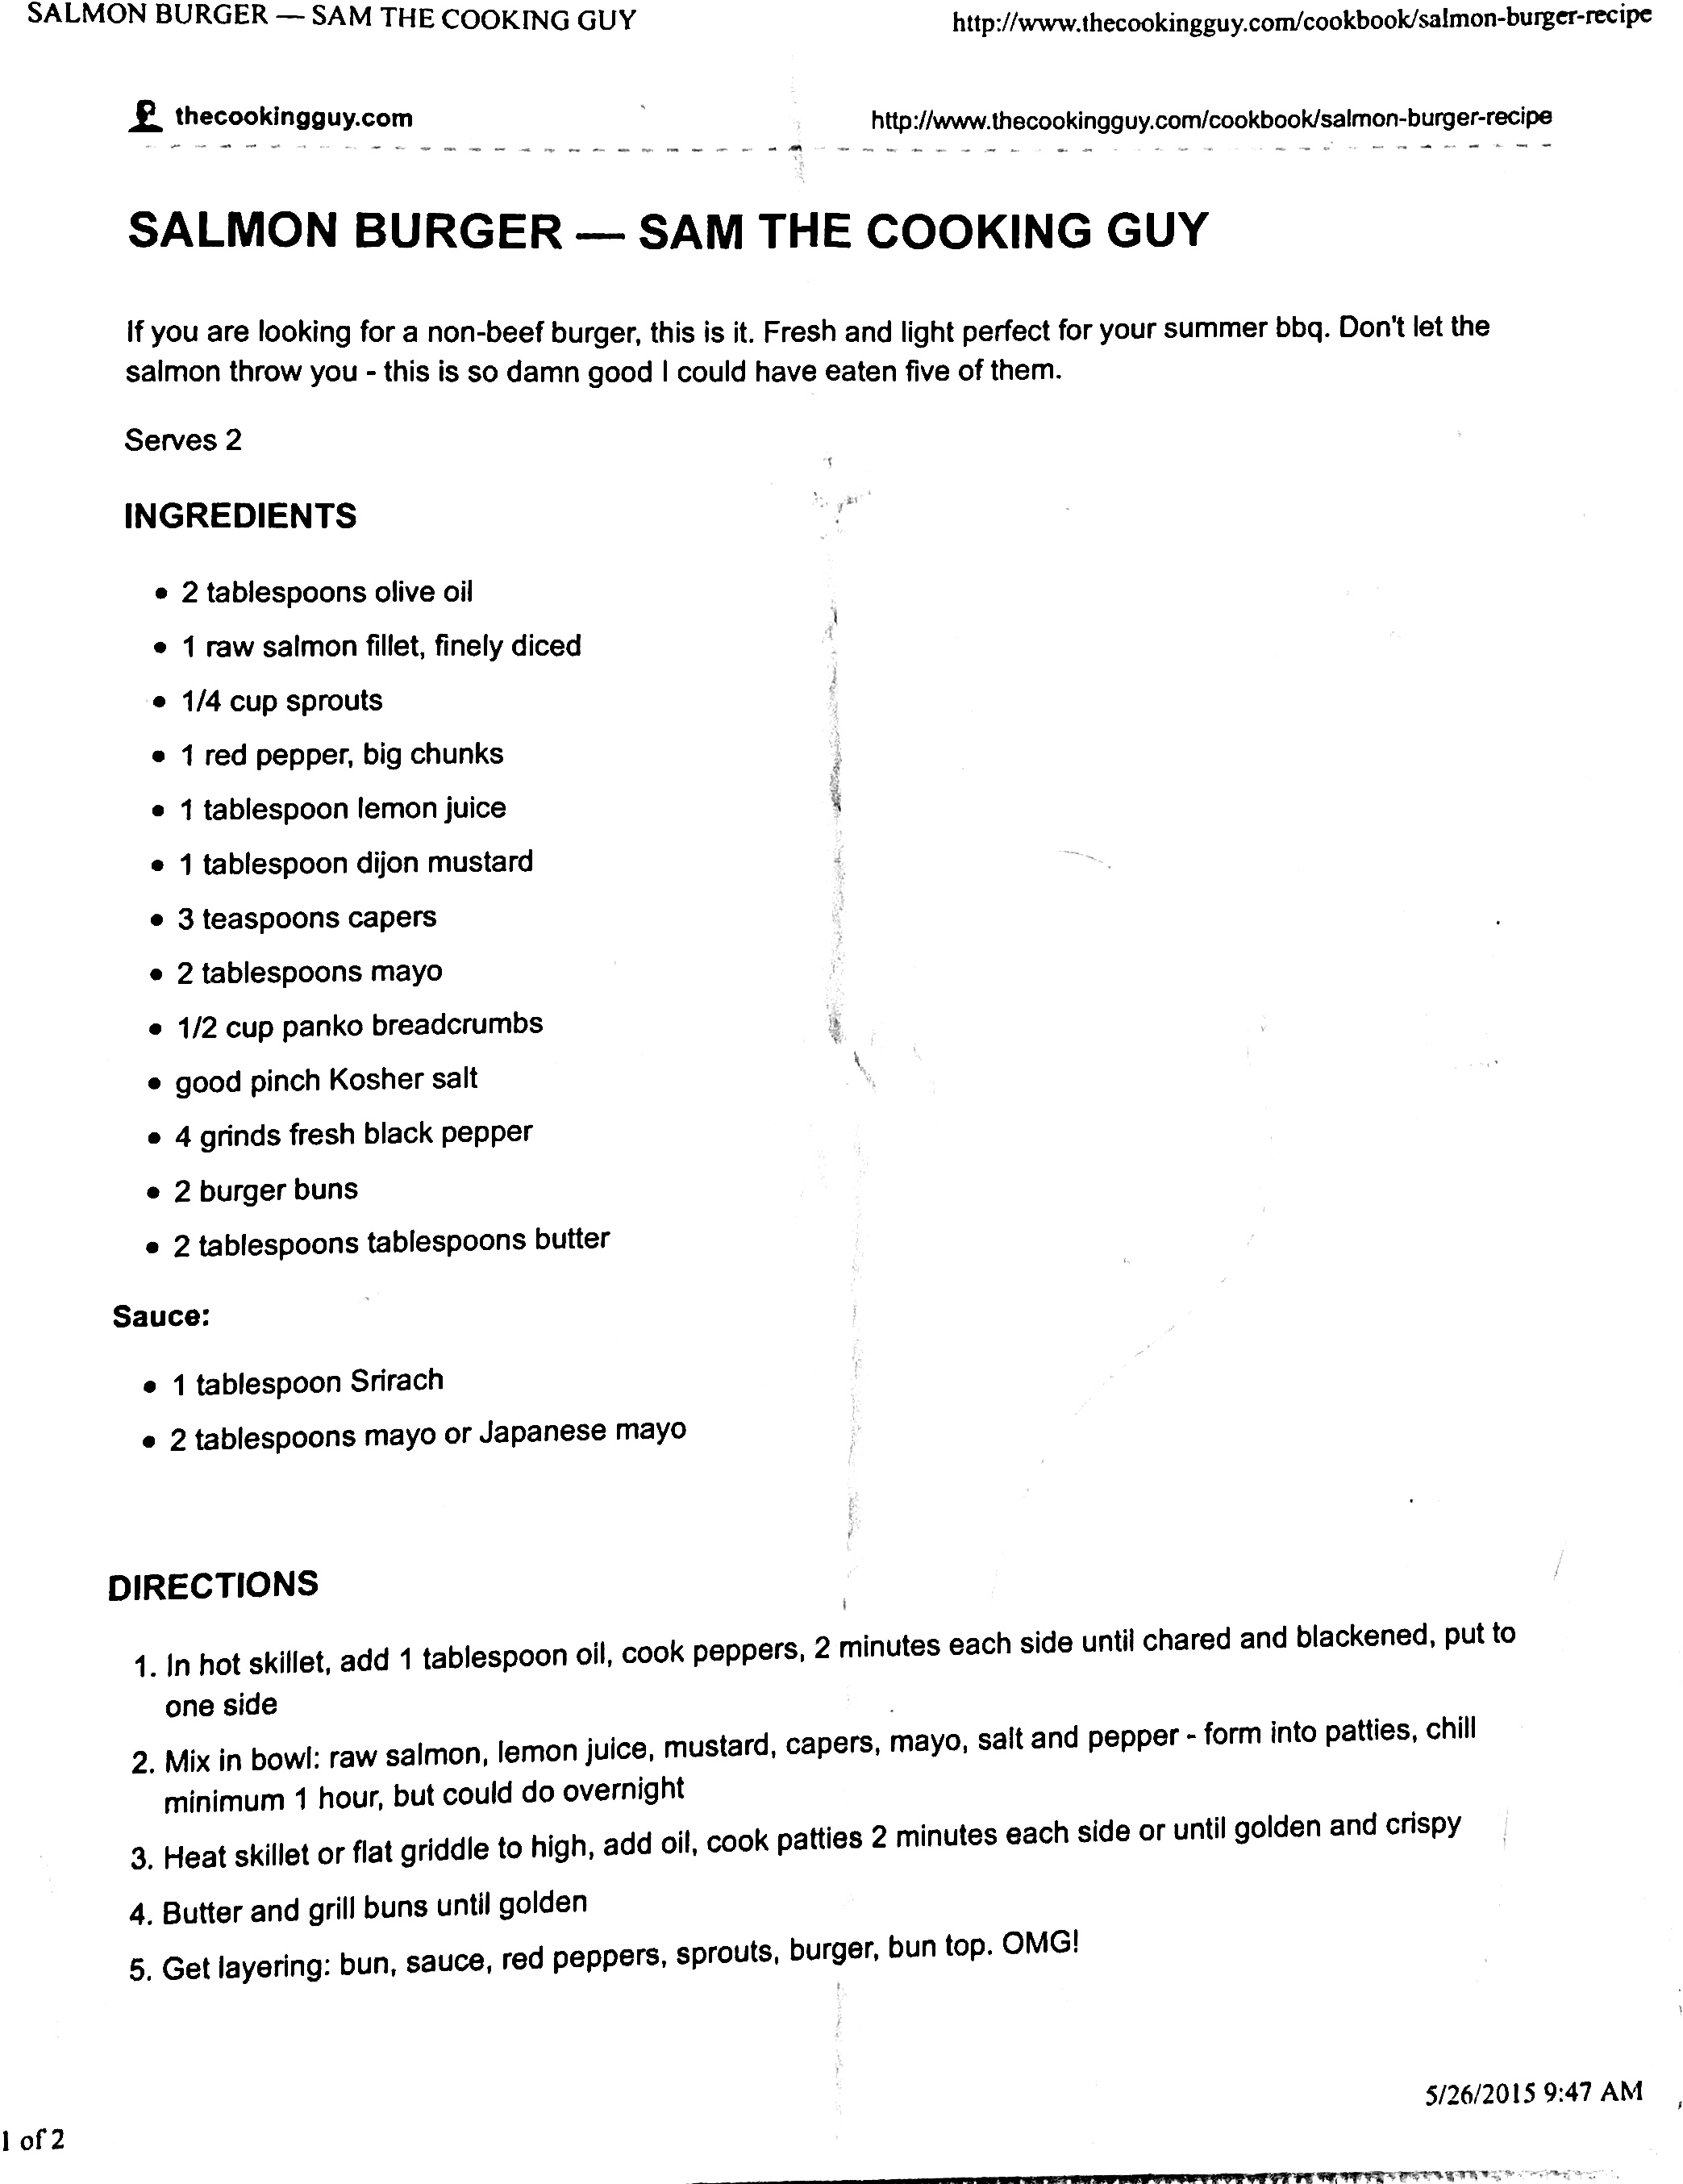 SALMON BURGER — SAM THE COOKING GUY http://www.thecookingguy.com/cookbook/salmon-burger-recipe
thecookingguy.com http://www.thecookingguy.com/cookbook/salmon-burger-recipe
SALMON BURGER — SAM THE COOKING GUY
If you are looking for a non-beef burger, this is it. Fresh and light perfect for your summer bbq. Don't let the
salmon throw you - this is so damn good I could have eaten five of them.
Serves 2
INGREDIENTS
• 2 tablespoons olive oil
• 1 raw salmon fillet, finely diced
• 1/4 cup sprouts
• 1 red pepper, big chunks
• 1 tablespoon lemon juice
• 1 tablespoon dijon mustard
• 3 teaspoons capers
• 2 tablespoons mayo
• 1/2 cup panko breadcrumbs
• good pinch Kosher salt
• 4 grinds fresh black pepper
• 2 burger buns
• 2 tablespoons tablespoons butter
Sauce:
• 1 tablespoon Srirach
• 2 tablespoons mayo or Japanese mayo
DIRECTIONS
1. In hot skillet, add 1 tablespoon oil, cook peppers, 2 minutes each side until chared and blackened, put to
one side
2. Mix in bowl: raw salmon, lemon juice, mustard, capers, mayo, salt and pepper - form into patties, chill
minimum 1 hour, but could do overnight
3. Heat skillet or flat griddle to high, add oil, cook patties 2 minutes each side or until golden and crispy
4. Butter and grill buns until golden
5. Get layering: bun, sauce, red peppers, sprouts, burger, bun top. OMG!
5/26/2015 9:47 AM
1 of 2